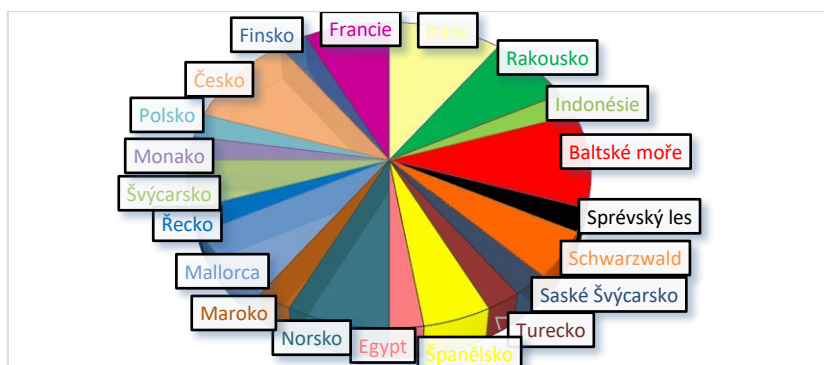 Finsko
Francie
Itálie
Česko
Rakousko
Polsko
Indonésie
Monako
Baltské moře
Švýcarsko
Sprévský les
Řecko
Schwarzwald
Mallorca
Saské Švýcarsko
Maroko
Turecko
Norsko
Egypt
Španělsko